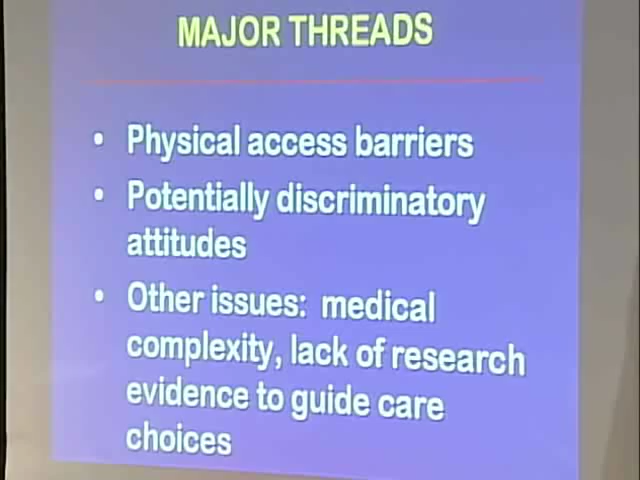 MAJOR THREADS
• Physical access barriers
• Potentially discriminatory
attitudes
• Other issues: medical
complexity, lack of research
evidence to guide care
choices